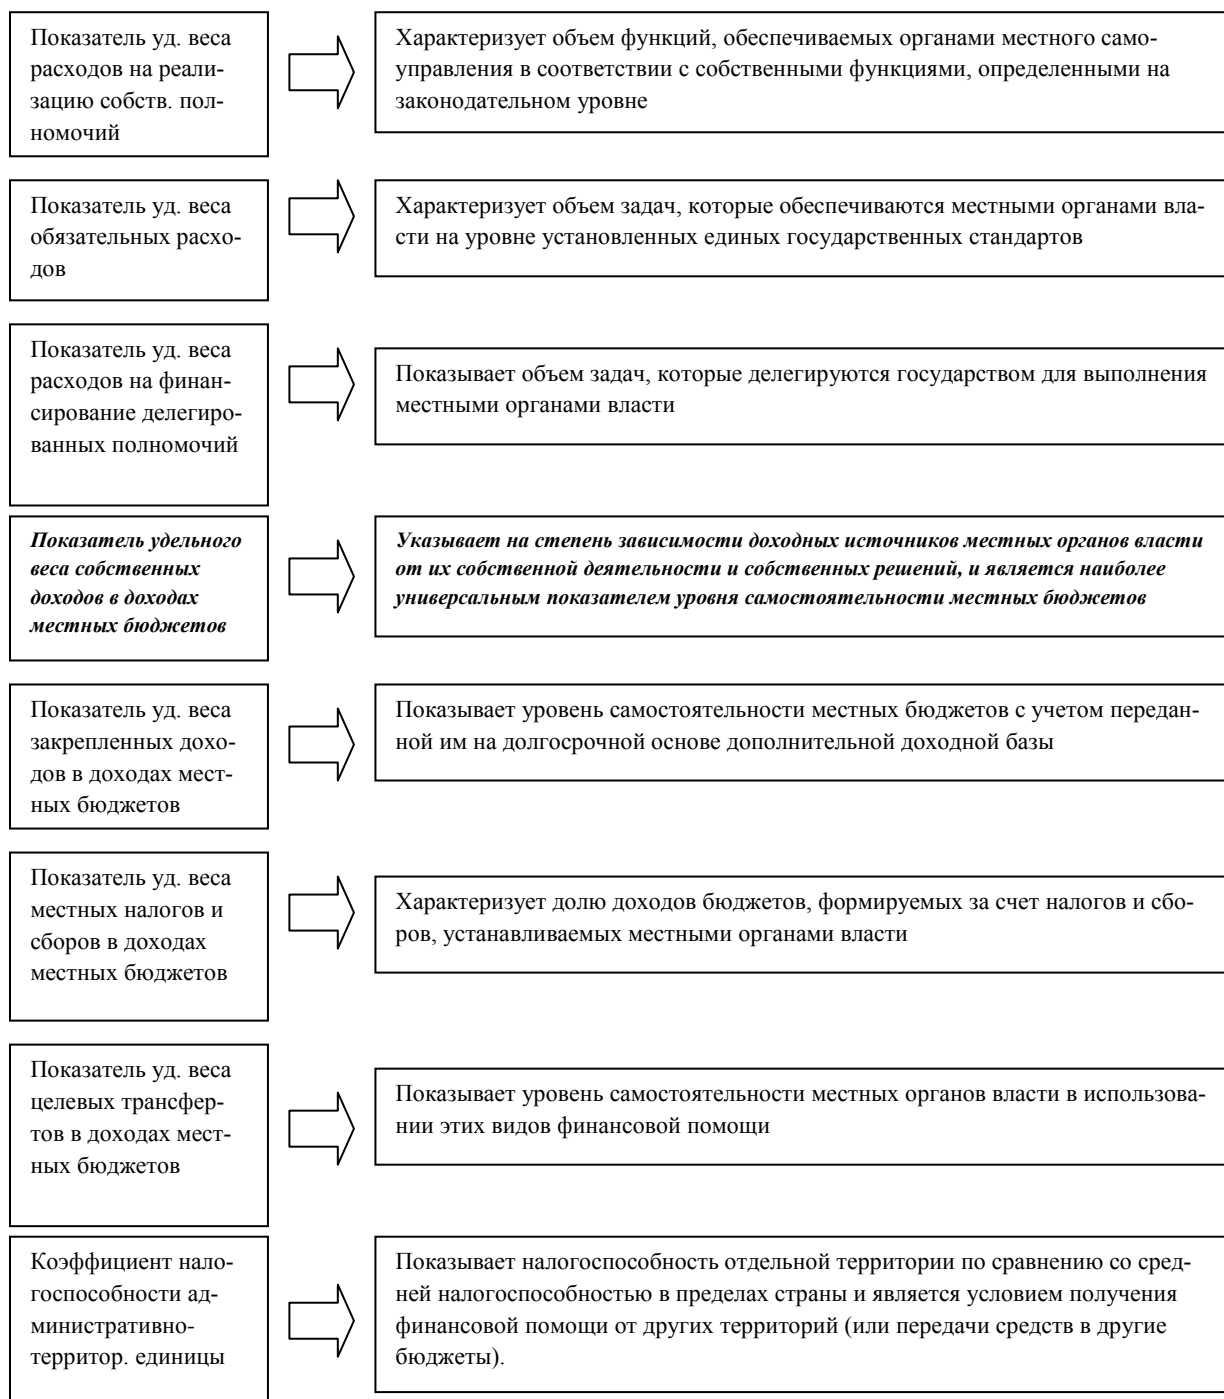 Показатель уд. веса
расходов на реали-
зацию собств. пол-
номочий
Характеризует объем функций, обеспечиваемых органами местного само-
управления в соответствии с собственными функциями, определенными на
законодательном уровне
Показатель уд. веса
обязательных расхо-
дов
Характеризует объем задач, которые обеспечиваются местными органами вла-
сти на уровне установленных единых государственных стандартов
Показатель уд. веса
расходов на финан-
сирование делегиро-
ванных полномочий
Показывает объем задач, которые делегируются государством для выполнения
местными органами власти
Показатель удельного
веса собственных
доходов в доходах
местных бюджетов
Указывает на степень зависимости доходных источников местных органов власти
от их собственной деятельности и собственных решений, и является наиболее
универсальным показателем уровня самостоятельности местных бюджетов
Показатель уд. веса
закрепленных дохо-
дов в доходах мест-
ных бюджетов
Показывает уровень самостоятельности местных бюджетов с учетом передан-
ной им на долгосрочной основе дополнительной доходной базы
Показатель уд. веса
местных налогов и
сборов в доходах
местных бюджетов
Характеризует долю доходов бюджетов, формируемых за счет налогов и сбо-
ров, устанавливаемых местными органами власти
Показатель уд. веса
целевых трансфер-
тов в доходах мест-
ных бюджетов
Показывает уровень самостоятельности местных органов власти в использова-
нии этих видов финансовой помощи
Коэффициент нало-
госпособности ад-
министративно-
территор. единицы
Показывает налогоспособность отдельной территории по сравнению со сред-
ней налогоспособностью в пределах страны и является условием получения
финансовой помощи от других территорий (или передачи средств в другие
бюджеты).